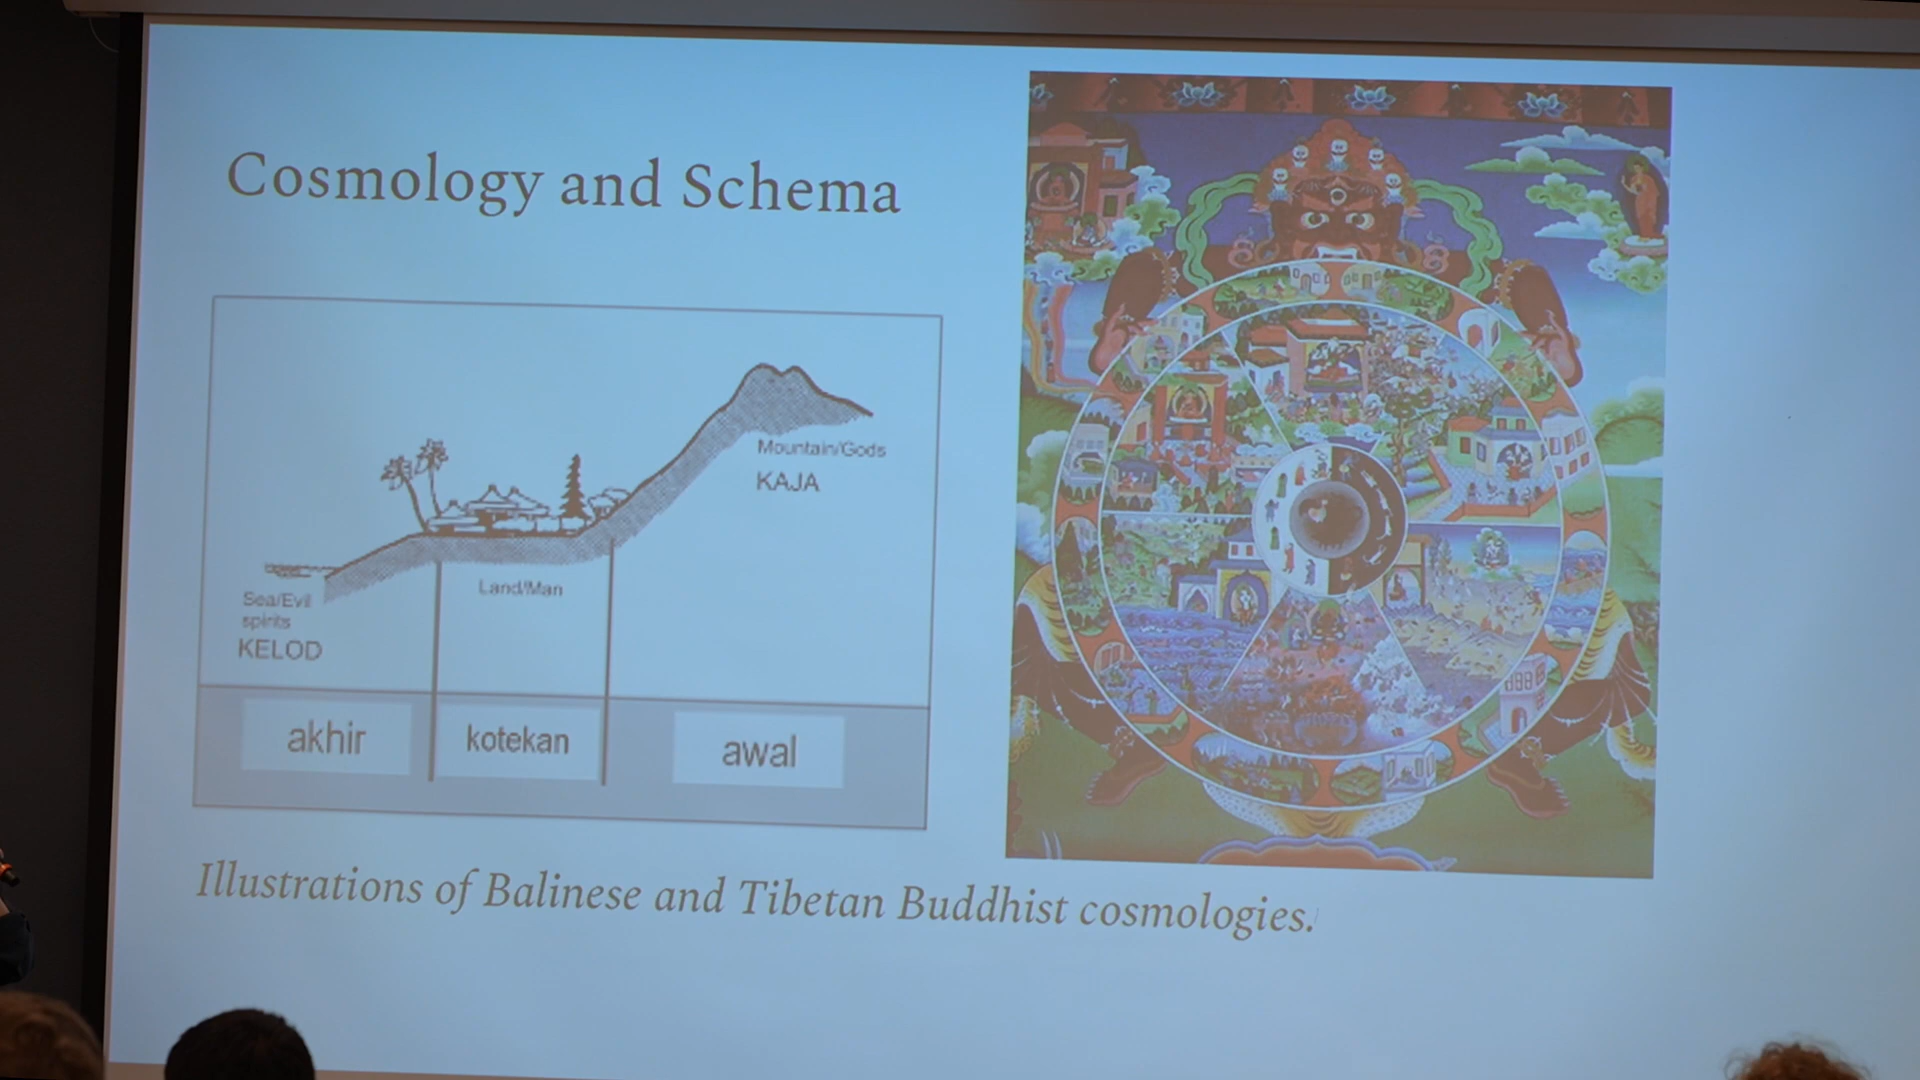 Cosmology and Schema
Mountain/Gods
KAJA
Land/Man
Sea/Evil
spirits
KELOD
akhir
kotekan
awal
Illustrations of Balinese and Tibetan Buddhist cosmologies.